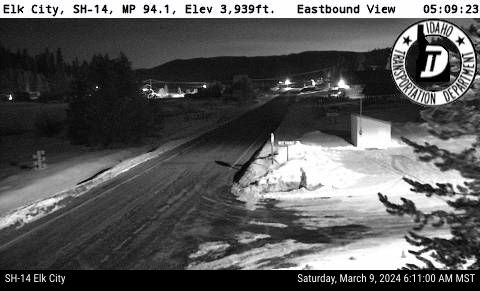 Elk City, SH-14, MP 94.1, Elev 3,939ft.   Eastbound View   05:09:23
IDAHO
TRANSPORTATION DEPARTMENT
SH-14 Elk City   Saturday, March 9, 2024 6:11:00 AM MST